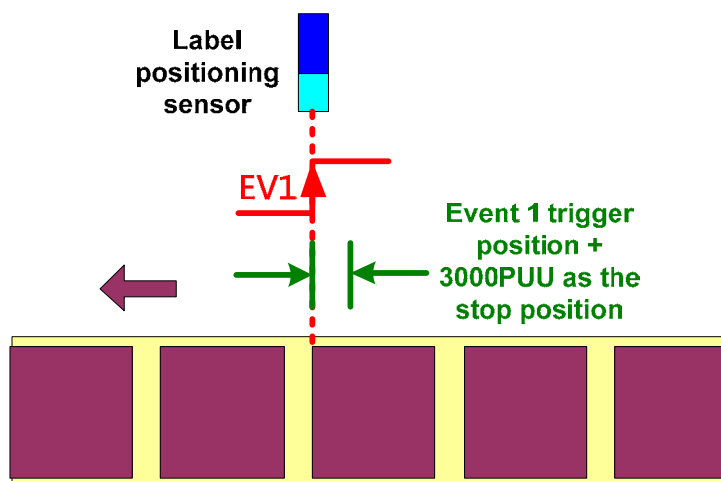 Label
positioning
sensor
EV1
Event 1 trigger
position +
3000PUU as the
stop position